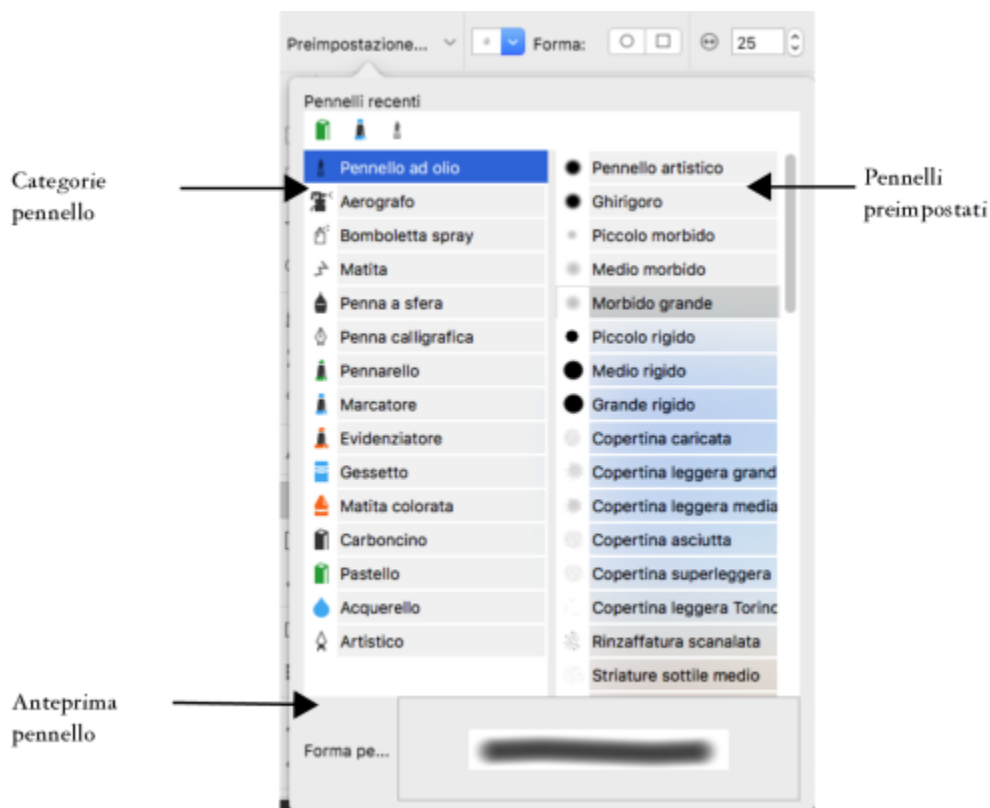 Preimpostazione...
Forma:
25
Pennelli recenti
Categorie
pennello
Pennello ad olio
Aerografo
Bomboletta spray
Matita
Penna a sfera
Penna calligrafica
Pennarello
Marcatore
Evidenziatore
Gessetto
Matita colorata
Carboncino
Pastello
Acquerello
Artistico
Pennello artistico
Ghirigoro
Piccolo morbido
Medio morbido
Morbido grande
Piccolo rigido
Medio rigido
Grande rigido
Copertina caricata
Copertina leggera grand
Copertina leggera media
Copertina asciutta
Copertina superleggera
Copertina leggera Torino
Rinzaffatura scanalata
Striature sottile medio
Pennelli
preimpostati
Anteprima
pennello
Forma pe...